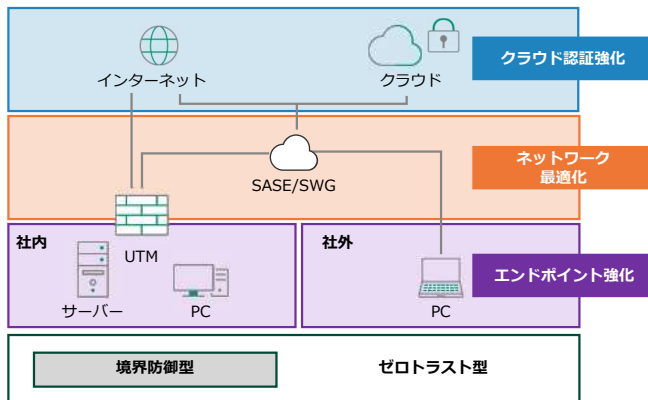 インターネット
クラウド
クラウド認証強化
SASE/SWG
ネットワーク
最適化
社内
UTM
サーバー
PC
社外
PC
エンドポイント強化
境界防御型
ゼロトラスト型